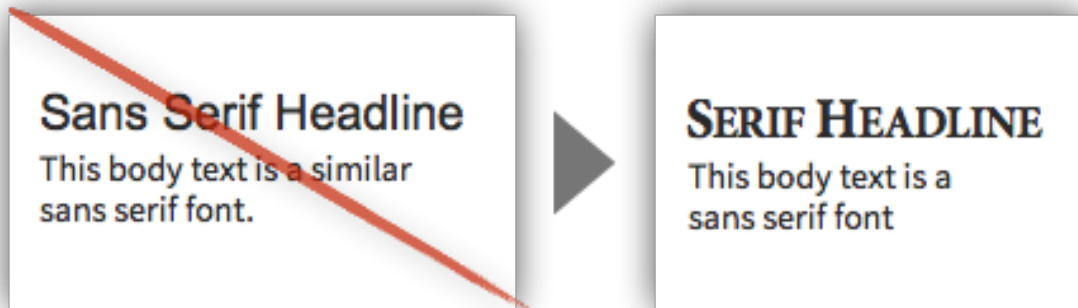 Sans Serif Headline
This body text is a similar
sans serif font.
SERIF HEADLINE
This body text is a
sans serif font